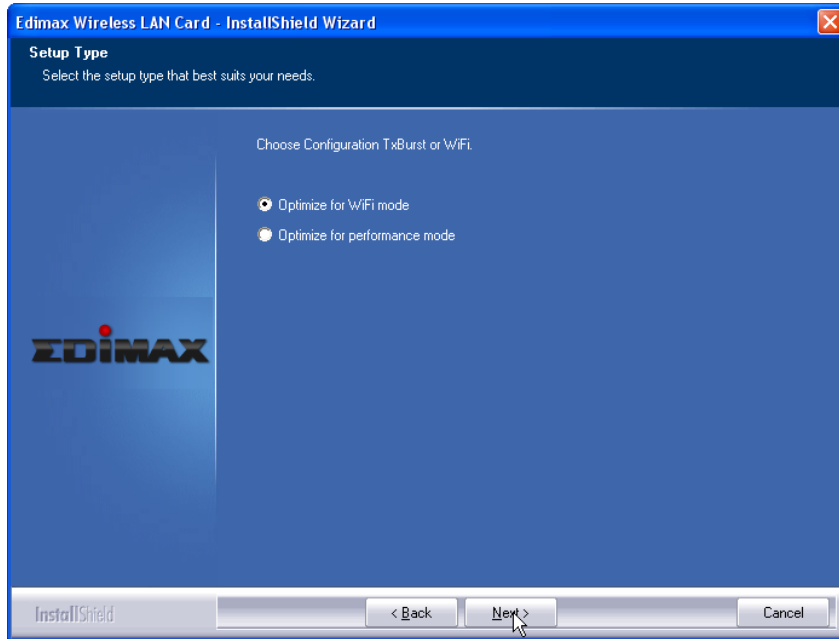 Edimax Wireless LAN Card - InstallShield Wizard
Setup Type
Select the setup type that best suits your needs.
Choose Configuration TxBurst or WiFi.
Optimize for WiFi mode
Optimize for performance mode
EDIMAX
InstallShield
< Back
Next >
Cancel